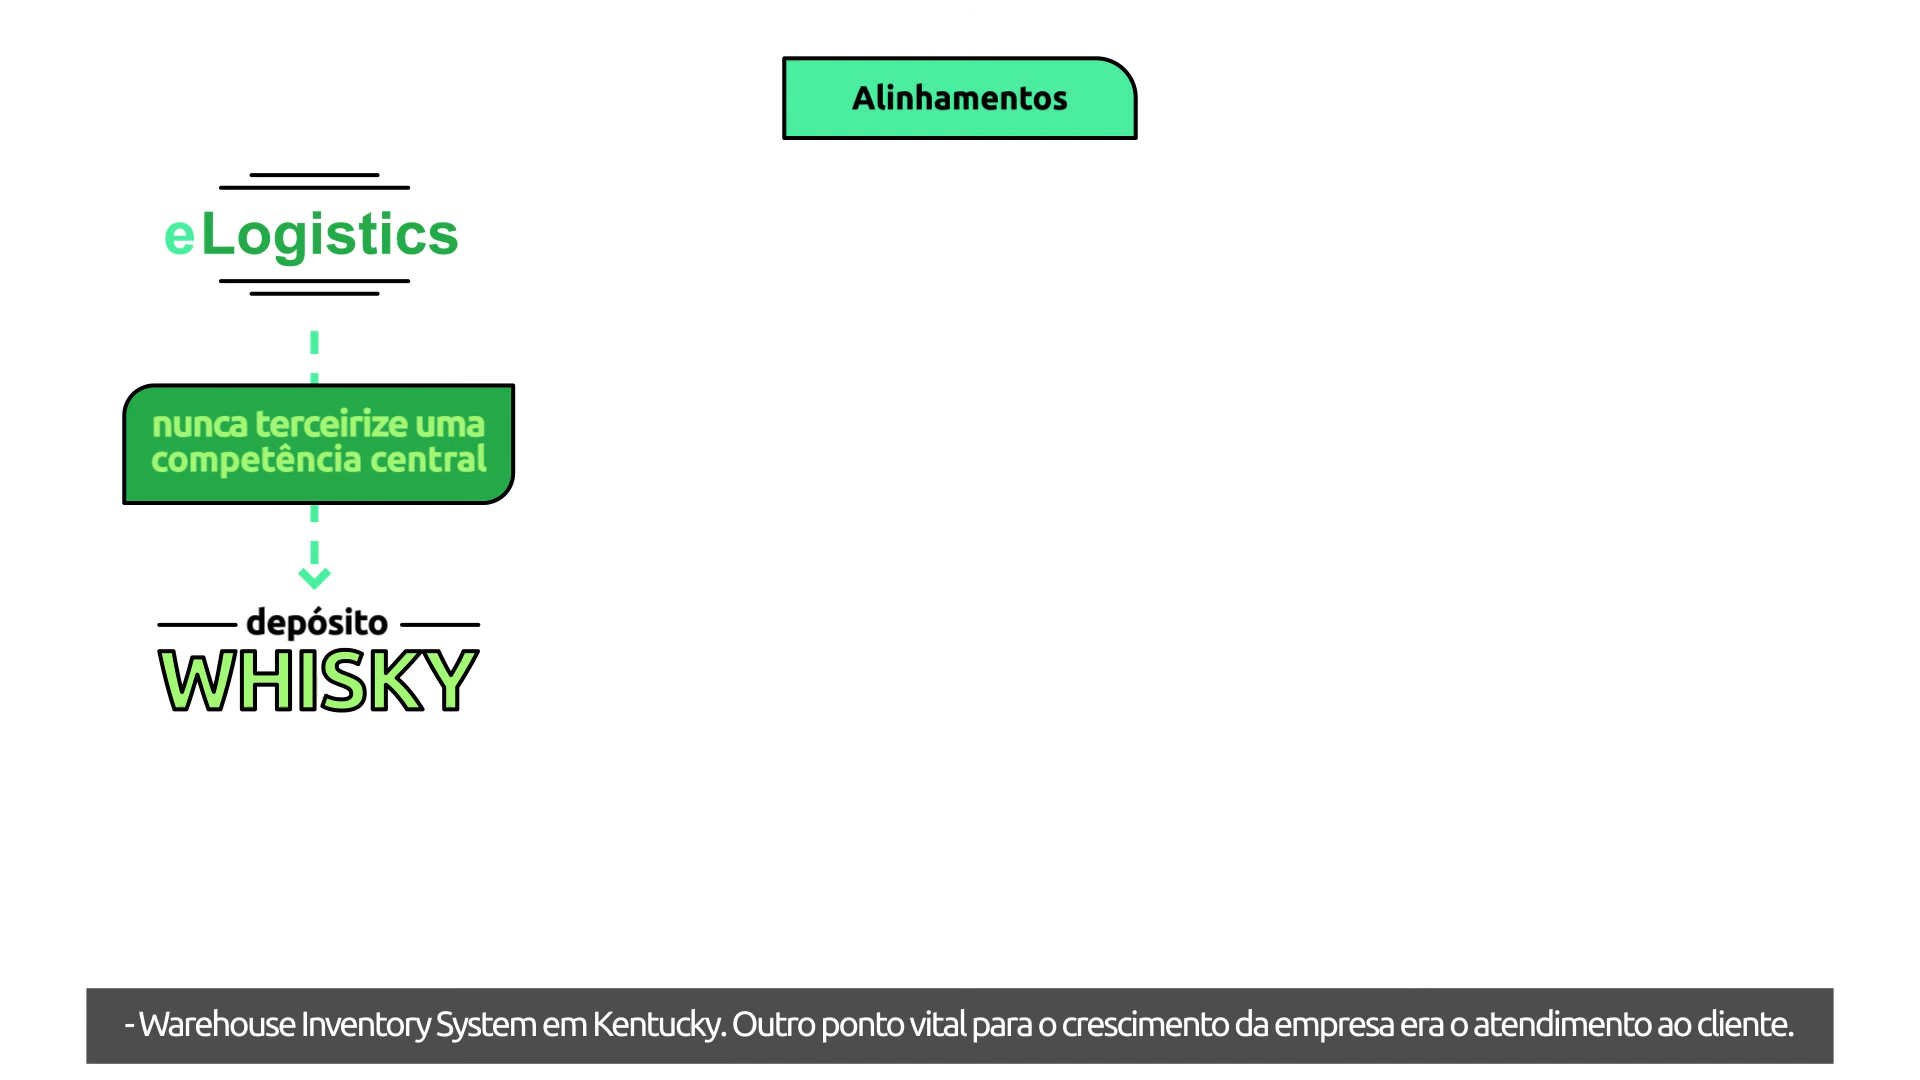 Alinhamentos
eLogistics
nunca terceirize uma
competência central
depósito
WHISKY
- Warehouse Inventory System em Kentucky. Outro ponto vital para o crescimento da empresa era o atendimento ao cliente.